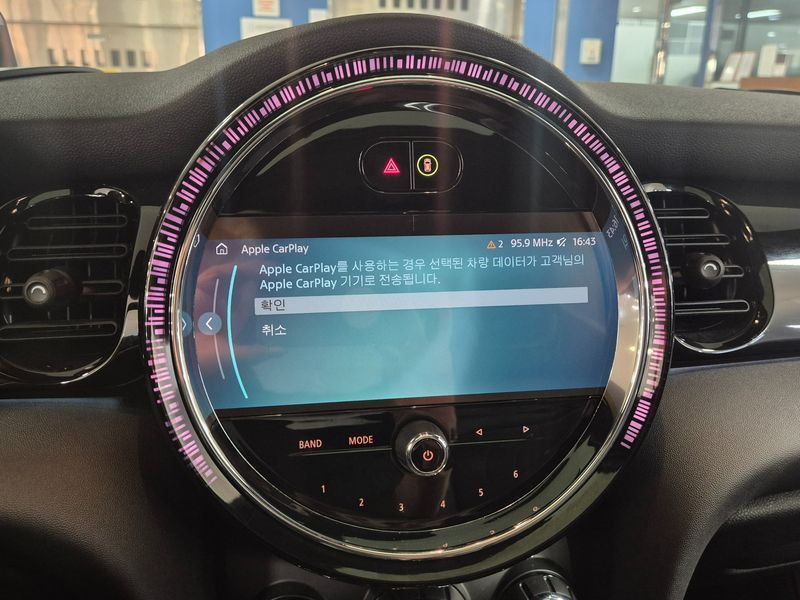 Apple CarPlay
2 95.9 MHz 16:43
16:43
Apple CarPlay를 사용하는 경우 선택된 차량 데이터가 고객님의
Apple CarPlay 기기로 전송됩니다.
확인
취소
BAND MODE
1 2 3 4 5 6